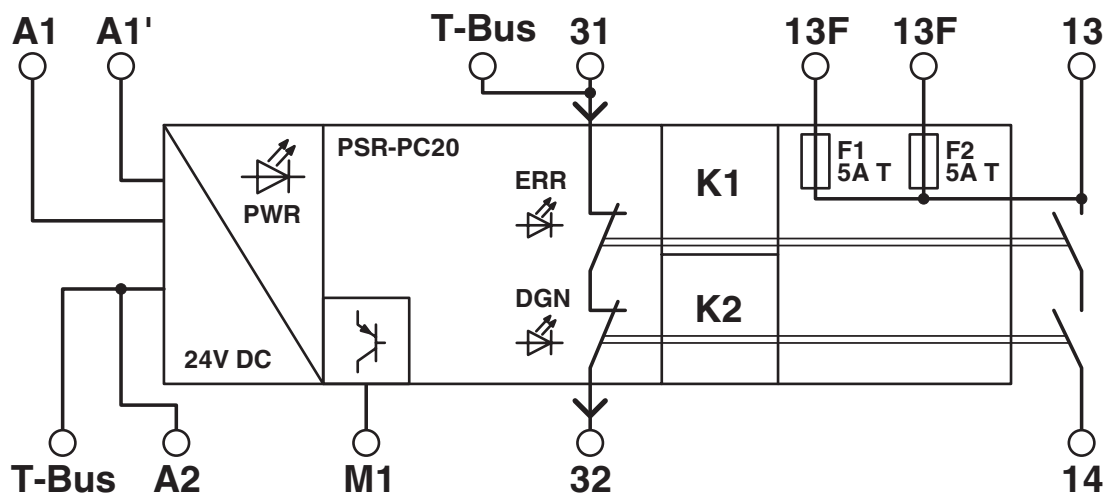 A1 A1' T-Bus 31 13F 13F 13
PSR-PC20
F1
5A T
F2
5A T
ERR
K1
PWR
DGN
K2
24V DC
T-Bus A2 M1 32 14